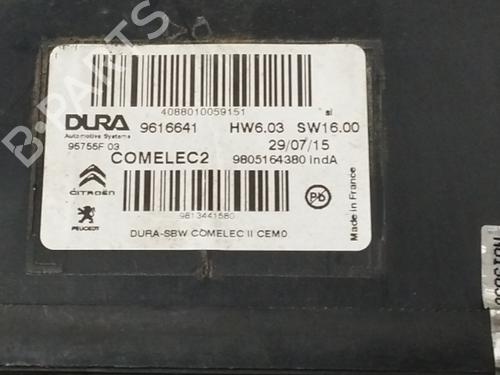 4088010059151
DURA 9616641 HW6.03 SW16.00
Automotive Systems
95755F 03 29/07/15
COMELEC2 9805164380 indA
CITROËN
9813441580
PEUGEOT
DURA-SBW COMELEC II CEM0
Made in France
Pb
B-PARTS